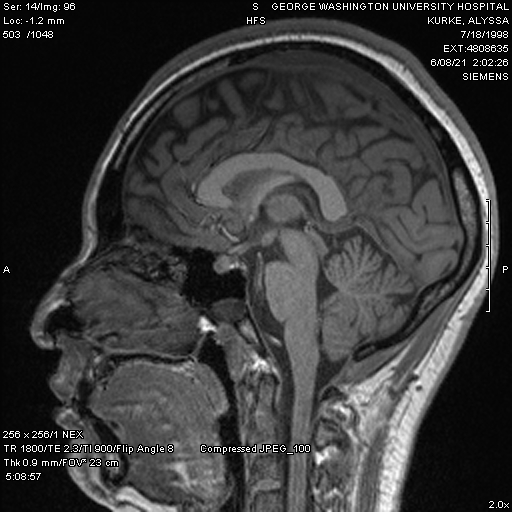 Ser: 14/Img: 96
Loc: -1.2 mm
503 /1048
S
HFS
GEORGE WASHINGTON UNIVERSITY HOSPITAL
KURKE, ALYSSA
7/18/1998
EXT:4808635
6/08/21 2:02:26
SIEMENS
A
P
256 x 256/1 NEX
TR 1800/TE 2.3/TI 900/Flip Angle 8
Thk 0.9 mm/FOV* 23 cm
5:08:57
Compressed JPEG_100
2.0x